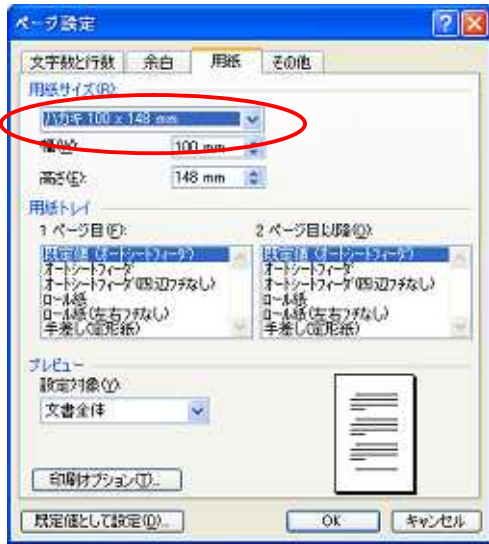 ページ設定
文字数と行数 余白 用紙 その他
用紙サイズ(R):
ハガキ 100 x 148 mm
幅(W): 100 mm
高さ(E): 148 mm
用紙トレイ
1 ページ目(F): 2 ページ目以降(O):
既定値 (オートシートフィーダ) 既定値 (オートシートフィーダ)
オートシートフィーダ オートシートフィーダ
オートシートフィーダ(四辺フチなし) オートシートフィーダ(四辺フチなし)
ロール紙 ロール紙
ロール紙(左右フチなし) ロール紙(左右フチなし)
手差し(定形紙) 手差し(定形紙)
プレビュー
設定対象(Y):
文書全体
印刷オプション(T)...
既定値として設定(D)... OK キャンセル